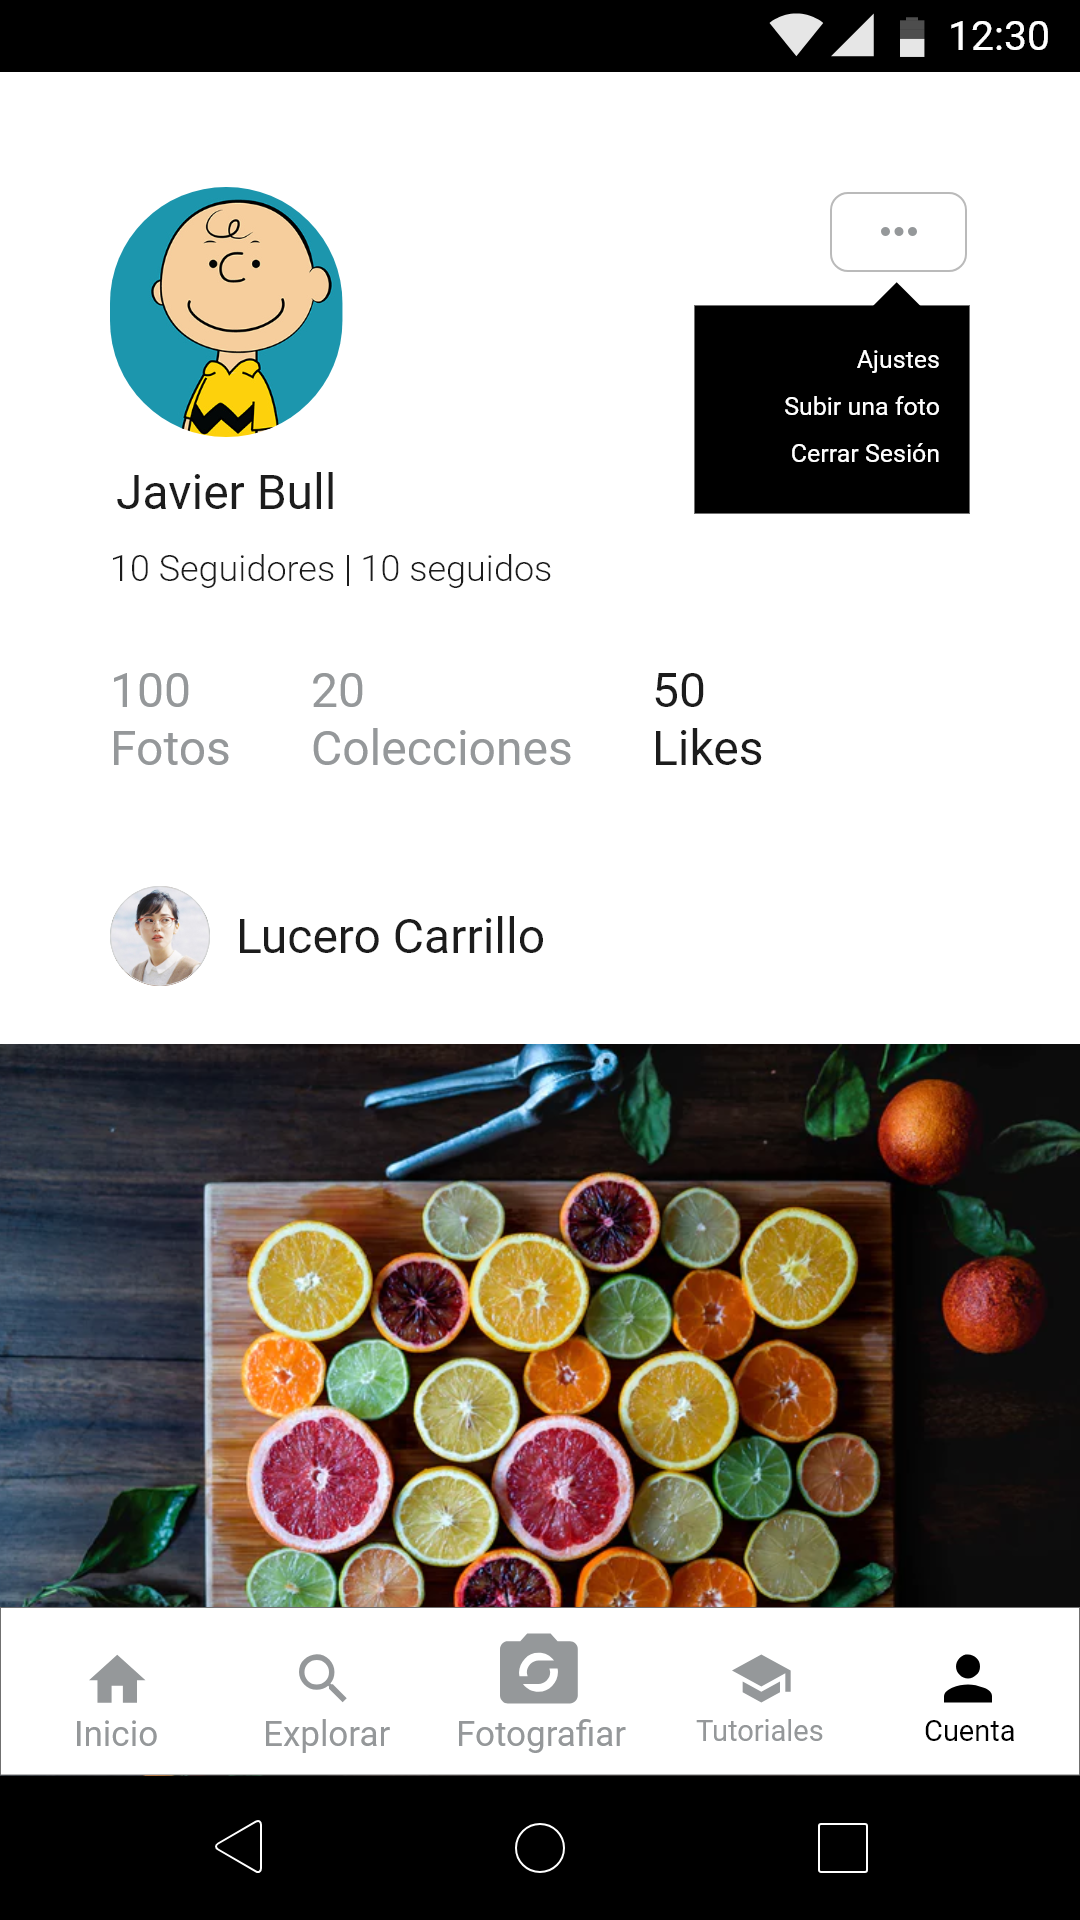 12:30
Ajustes
Subir una foto
Cerrar Sesión
Javier Bull
10 Seguidores | 10 seguidos
100 20 50
Fotos Colecciones Likes
Lucero Carrillo
Inicio Explorar Fotografiar Tutoriales Cuenta